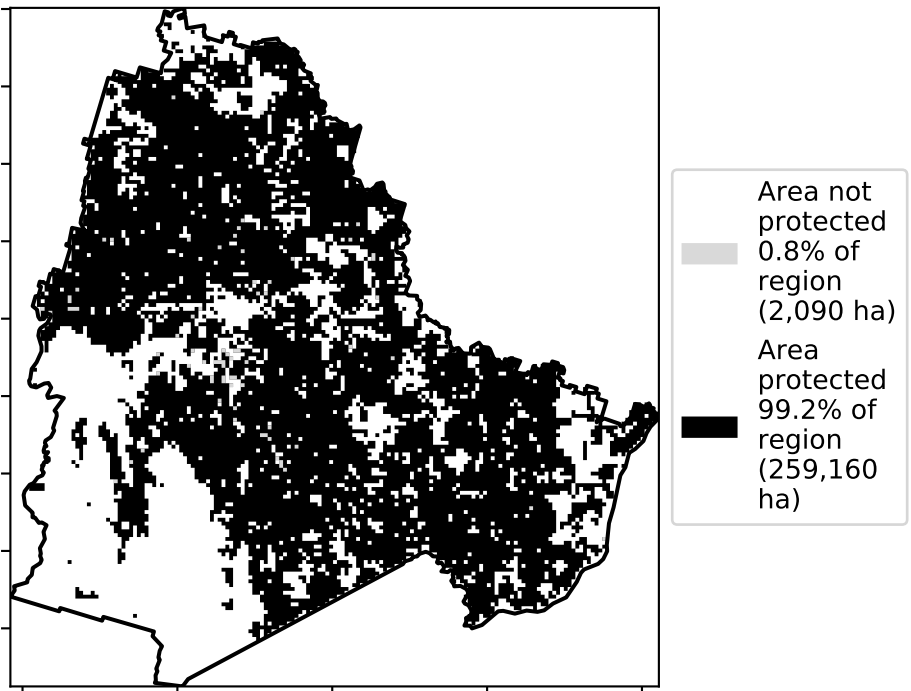 Area not
protected
0.8% of
region
(2,090 ha)
Area
protected
99.2% of
region
(259,160
ha)